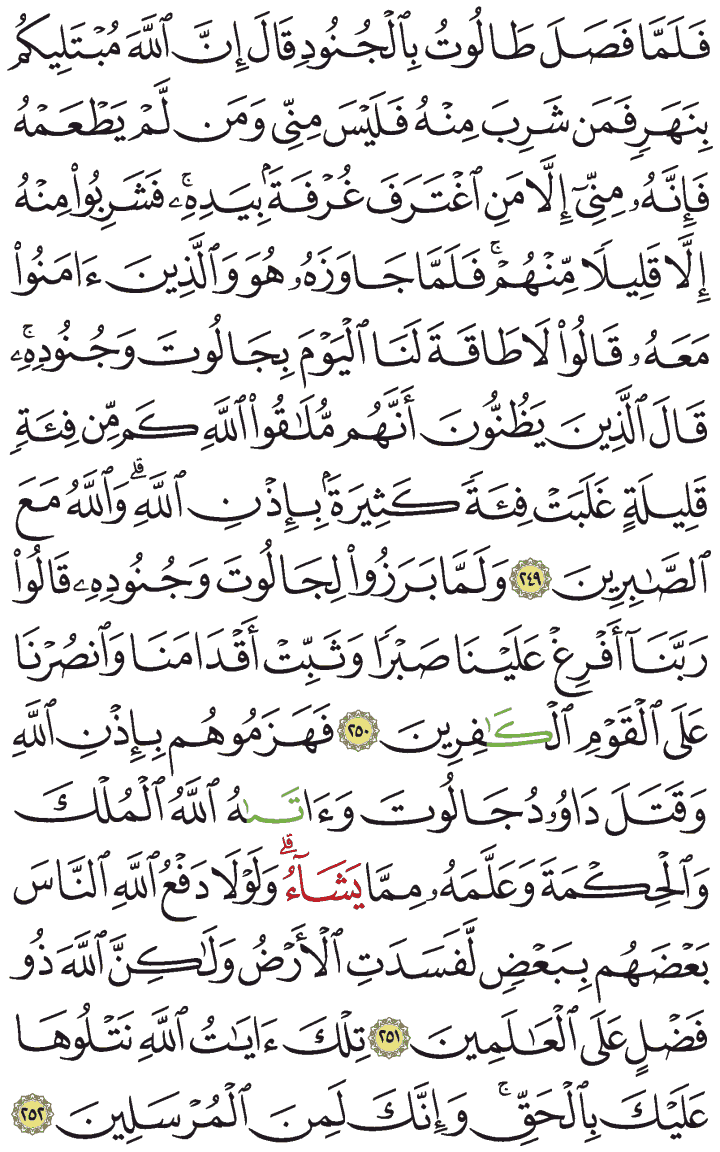 فَلَمَّا فَصَلَ طَالُوتُ بِٱلْجُنُودِ قَالَ إِنَّ ٱللَّهَ مُبْتَلِيكُم
بِنَهَرٍ فَمَن شَرِبَ مِنْهُ فَلَيْسَ مِنِّي وَمَن لَّمْ يَطْعَمْهُ
فَإِنَّهُۥ مِنِّيٓ إِلَّا مَنِ ٱغْتَرَفَ غُرْفَةَۢ بِيَدِهِۦۚ فَشَرِبُوا۟ مِنْهُ
إِلَّا قَلِيلًا مِّنْهُمْۚ فَلَمَّا جَاوَزَهُۥ هُوَ وَٱلَّذِينَ ءَامَنُوا۟
مَعَهُۥ قَالُوا۟ لَا طَاقَةَ لَنَا ٱلْيَوْمَ بِجَالُوتَ وَجُنُودِهِۦۚ
قَالَ ٱلَّذِينَ يَظُنُّونَ أَنَّهُم مُّلَٰقُوا۟ ٱللَّهِ كَم مِّن فِئَةٍ
قَلِيلَةٍ غَلَبَتْ فِئَةً كَثِيرَةَۢ بِإِذْنِ ٱللَّهِۗ وَٱللَّهُ مَعَ
ٱلصَّٰبِرِينَ ٢٤٩ وَلَمَّا بَرَزُوا۟ لِجَالُوتَ وَجُنُودِهِۦ قَالُوا۟
رَبَّنَآ أَفْرِغْ عَلَيْنَا صَبْرًا وَثَبِّتْ أَقْدَامَنَا وَٱنصُرْنَا
عَلَى ٱلْقَوْمِ ٱلْكَٰفِرِينَ ٢٥٠ فَهَزَمُوهُم بِإِذْنِ ٱللَّهِ
وَقَتَلَ دَاوُۥدُ جَالُوتَ وَءَاتَىٰهُ ٱللَّهُ ٱلْمُلْكَ
وَٱلْحِكْمَةَ وَعَلَّمَهُۥ مِمَّا يَشَآءُۗ وَلَوْلَا دَفْعُ ٱللَّهِ ٱلنَّاسَ
بَعْضَهُم بِبَعْضٍ لَّفَسَدَتِ ٱلْأَرْضُ وَلَٰكِنَّ ٱللَّهَ ذُو
فَضْلٍ عَلَى ٱلْعَٰلَمِينَ ٢٥١ تِلْكَ ءَايَٰتُ ٱللَّهِ نَتْلُوهَا
عَلَيْكَ بِٱلْحَقِّۚ وَإِنَّكَ لَمِنَ ٱلْمُرْسَلِينَ ٢٥٢